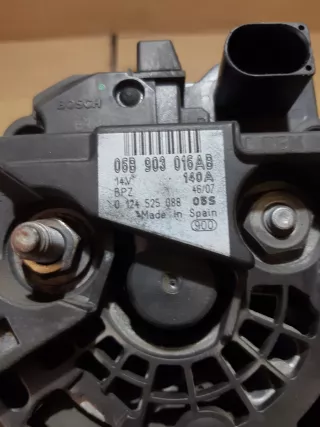 BOSCH
06B 903 016AB
14V 140A
BPZ 46/07
0 124 525 088 05S
Made in Spain
900